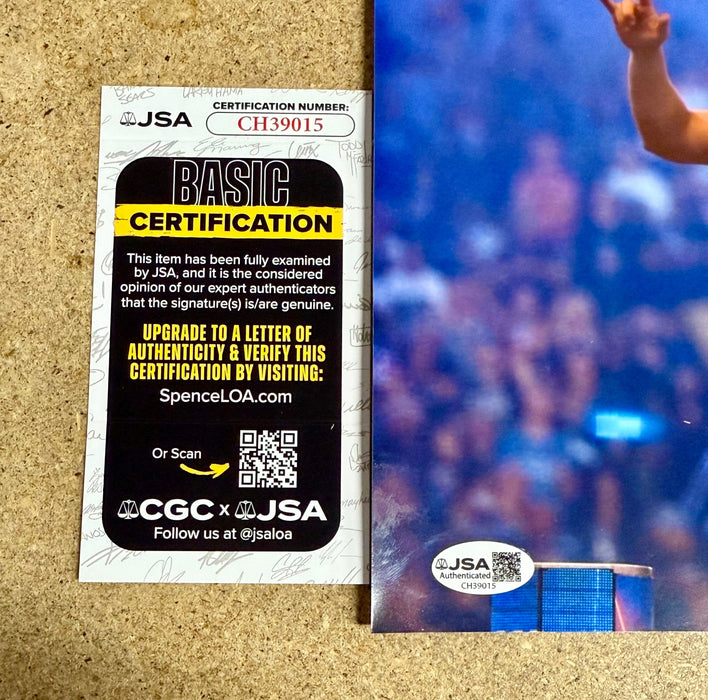 JSA
CERTIFICATION NUMBER:
CH39015
BASIC
CERTIFICATION
This item has been fully examined
by JSA, and it is the considered
opinion of our expert authenticators
that the signature(s) is/are genuine.
UPGRADE TO A LETTER OF
AUTHENTICITY & VERIFY THIS
CERTIFICATION BY VISITING:
SpenceLOA.com
Or Scan
CGC x JSA
Follow us at @jsaloa
JSA
Authenticated
CH39015